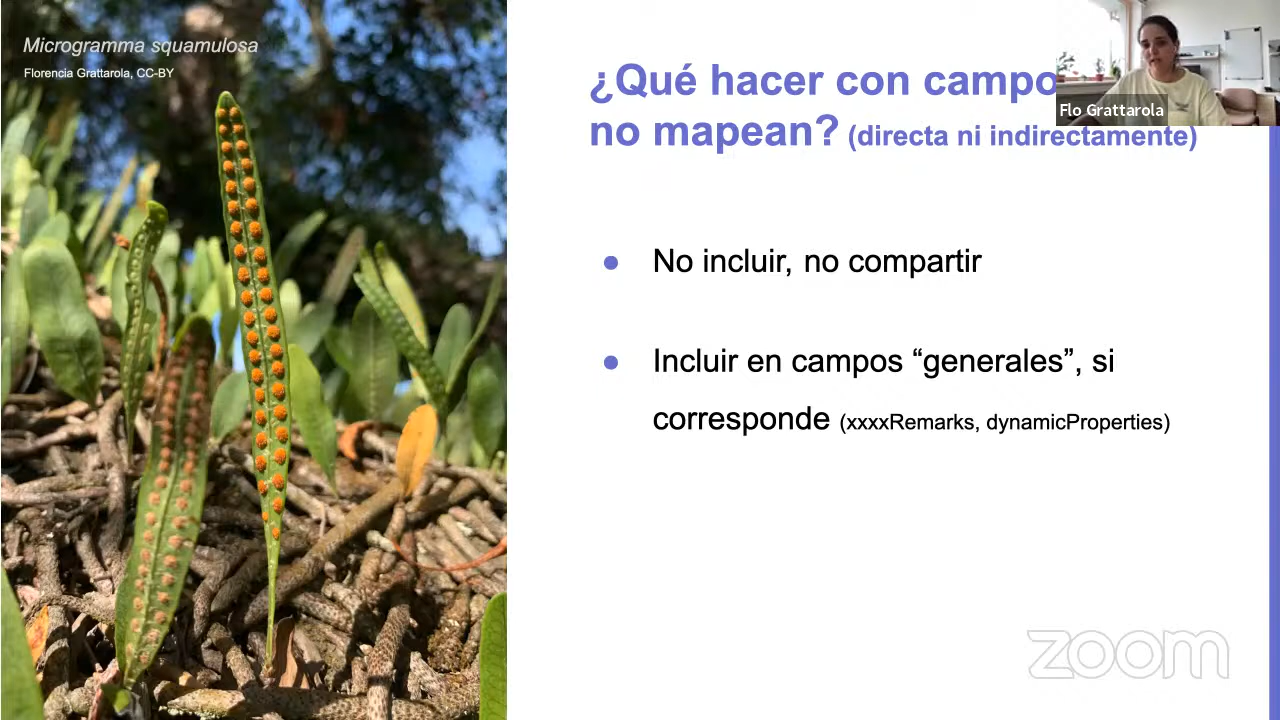 Microgramma squamulosa
Florencia Grattarola, CC-BY
¿Qué hacer con campo
no mapean? (directa ni indirectamente)
Flo Grattarola
● No incluir, no compartir
● Incluir en campos “generales”, si
corresponde (xxxxRemarks, dynamicProperties)
zoom